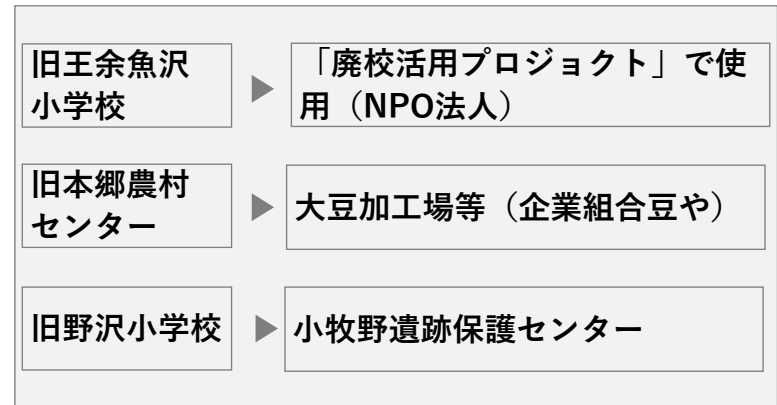 旧王余魚沢
小学校
「廃校活用プロジェクト」で使
用（NPO法人）
旧本郷農村
センター
大豆加工場等（企業組合豆や）
旧野沢小学校
小牧野遺跡保護センター